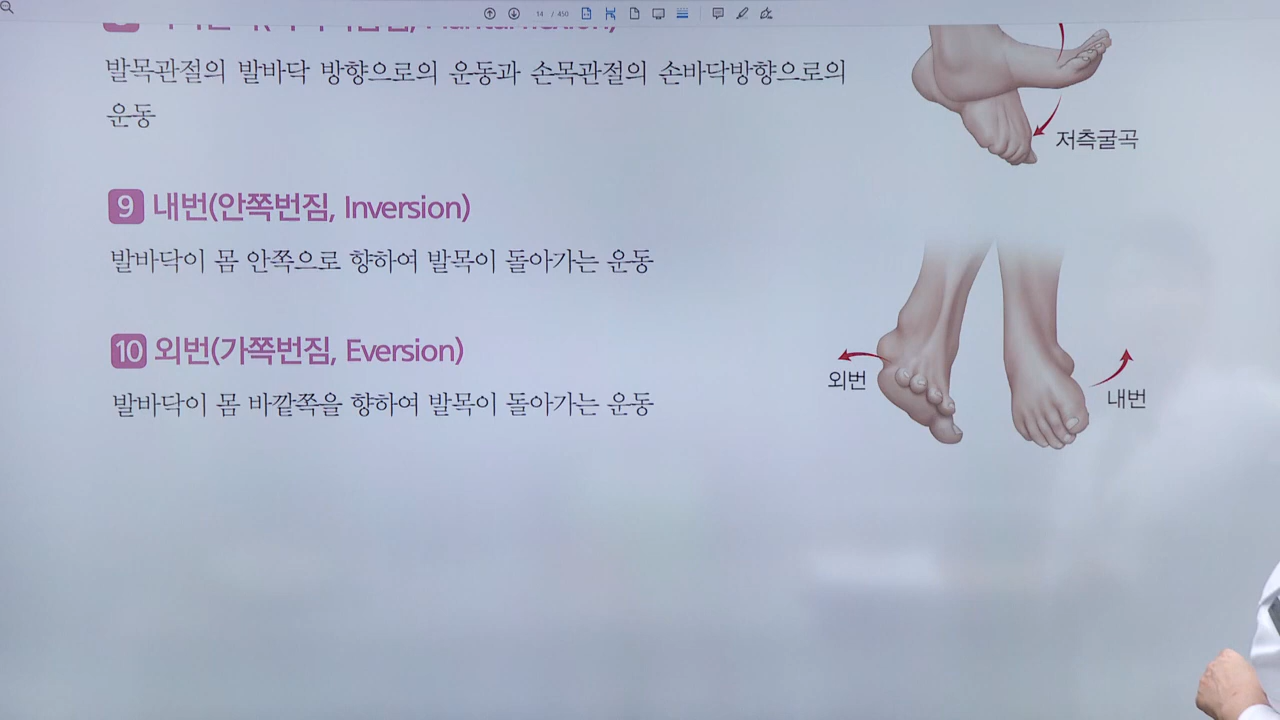 14 / 450
발목관절의 발바닥 방향으로의 운동과 손목관절의 손바닥방향으로의
운동
저측굴곡
9 내번(안쪽번짐, Inversion)
발바닥이 몸 안쪽으로 향하여 발목이 돌아가는 운동
10 외번(가쪽번짐, Eversion)
발바닥이 몸 바깥쪽을 향하여 발목이 돌아가는 운동
외번
내번